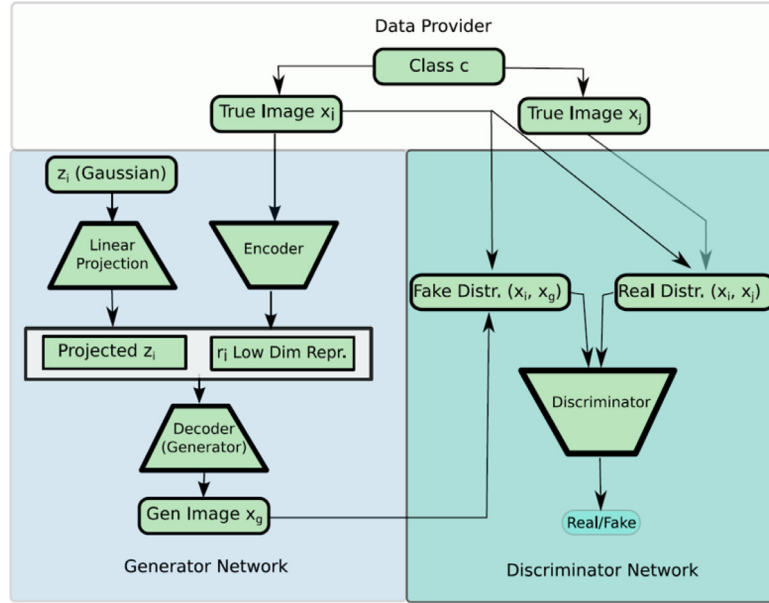 Data Provider
Class c
True Image xᵢ
True Image xⱼ
zᵢ (Gaussian)
Linear
Projection
Encoder
Fake Distr. (xᵢ, x_g)
Real Distr. (xᵢ, xⱼ)
Projected zᵢ
rᵢ Low Dim Repr.
Discriminator
Decoder
(Generator)
Gen Image x_g
Real/Fake
Generator Network
Discriminator Network